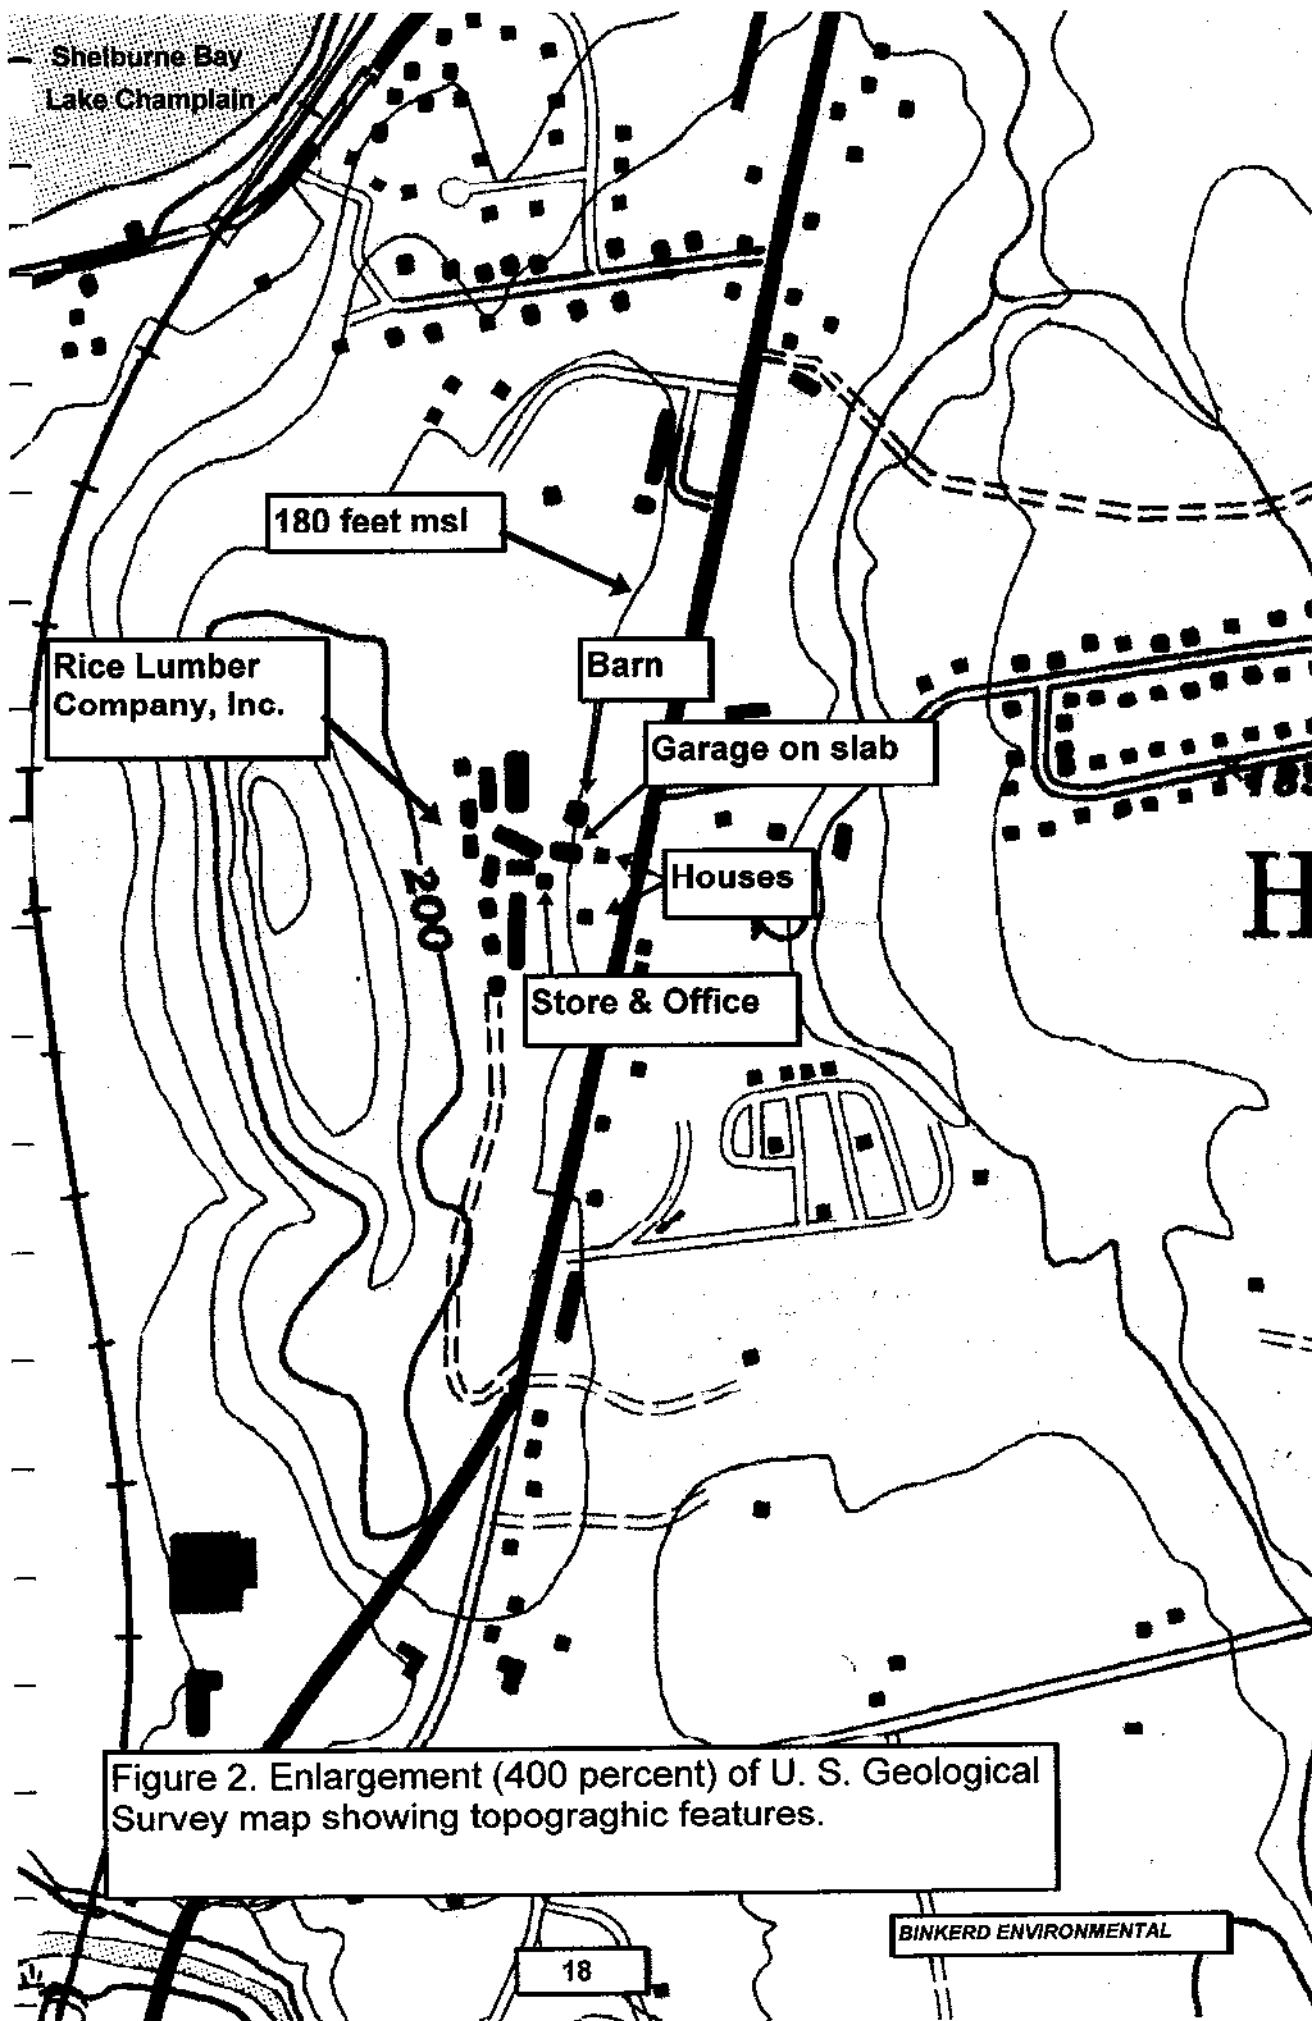 Shelburne Bay
Lake Champlain
180 feet msl
Rice Lumber
Company, Inc.
Barn
Garage on slab
Houses
200
H
Store & Office
Figure 2. Enlargement (400 percent) of U. S. Geological
Survey map showing topograghic features.
BINKERD ENVIRONMENTAL
18